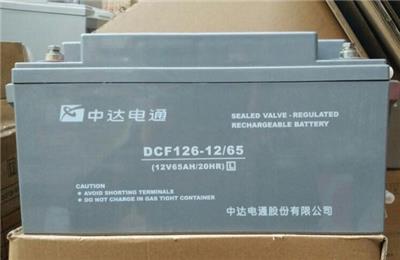 中达电通
SEALED VALVE - REGULATED
RECHARGEABLE BATTERY
DCF126-12/65
(12V65AH/20HR) L
CAUTION
● AVOID SHORTING TERMINALS
● DO NOT CHARGE IN GAS TIGHT CONTAINER
中达电通股份有限公司